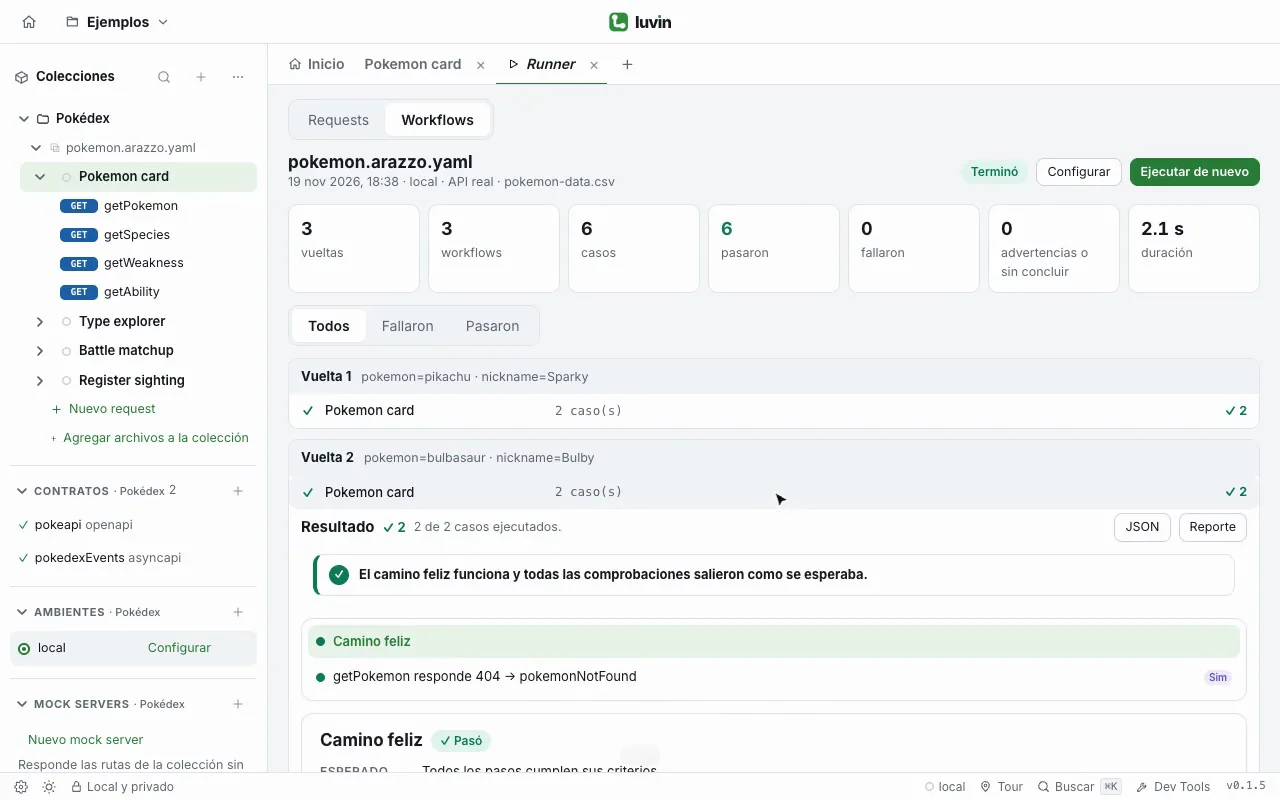 Ejemplos
luvin
Colecciones
Inicio
Pokemon card
Runner
Pokédex
pokemon.arazzo.yaml
Pokemon card
GET getPokemon
GET getSpecies
GET getWeakness
GET getAbility
Type explorer
Battle matchup
Register sighting
+ Nuevo request
+ Agregar archivos a la colección
CONTRATOS · Pokédex 2
pokeapi openapi
pokedexEvents asyncapi
AMBIENTES · Pokédex
local Configurar
MOCK SERVERS · Pokédex
Nuevo mock server
Responde las rutas de la colección sin
Requests Workflows
pokemon.arazzo.yaml
19 nov 2026, 18:38 · local · API real · pokemon-data.csv
Terminó Configurar Ejecutar de nuevo
3 vueltas
3 workflows
6 casos
6 pasaron
0 fallaron
0 advertencias o
sin concluir
2.1 s duración
Todos Fallaron Pasaron
Vuelta 1 pokemon=pikachu · nickname=Sparky
✓ Pokemon card 2 caso(s) ✓ 2
Vuelta 2 pokemon=bulbasaur · nickname=Bulby
✓ Pokemon card 2 caso(s) ✓ 2
Resultado ✓ 2 2 de 2 casos ejecutados. JSON Reporte
El camino feliz funciona y todas las comprobaciones salieron como se esperaba.
Camino feliz
getPokemon responde 404 → pokemonNotFound Sim
Camino feliz ✓ Pasó
ESPERADO Todos los pasos cumplen sus criterios
Local y privado
local Tour Buscar ⌘K Dev Tools v0.1.5